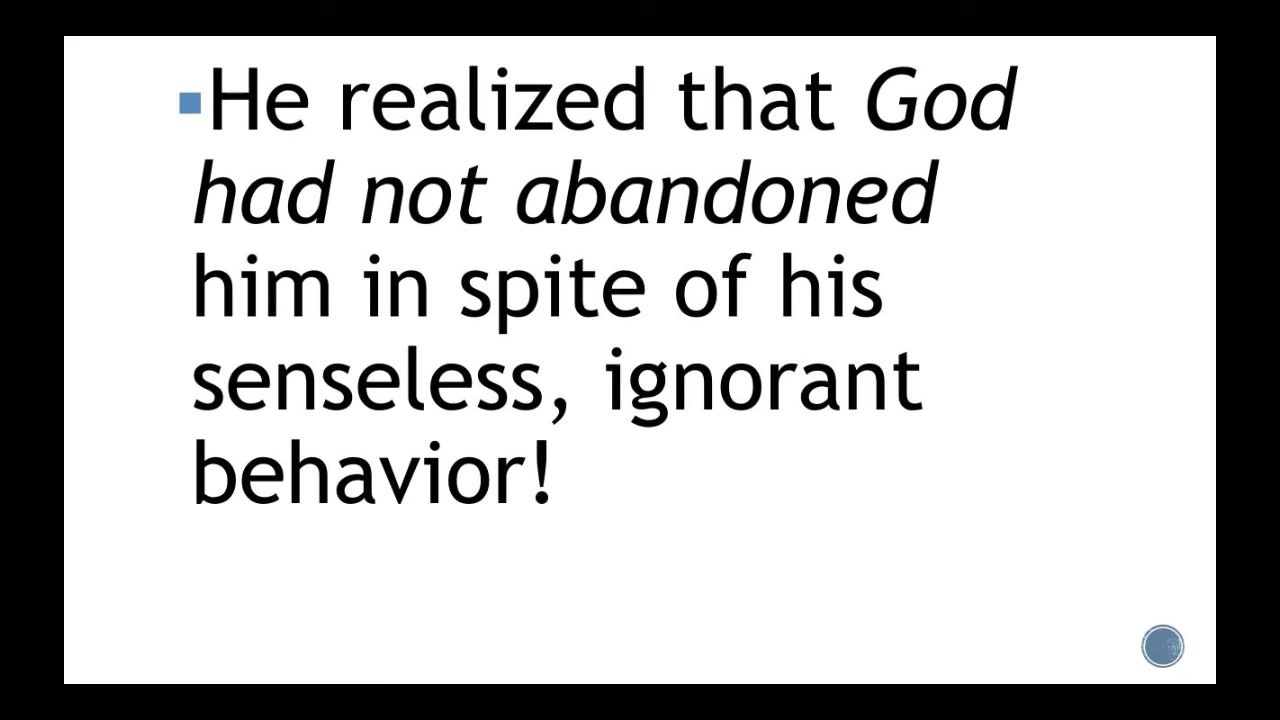 ▪He realized that God
had not abandoned
him in spite of his
senseless, ignorant
behavior!